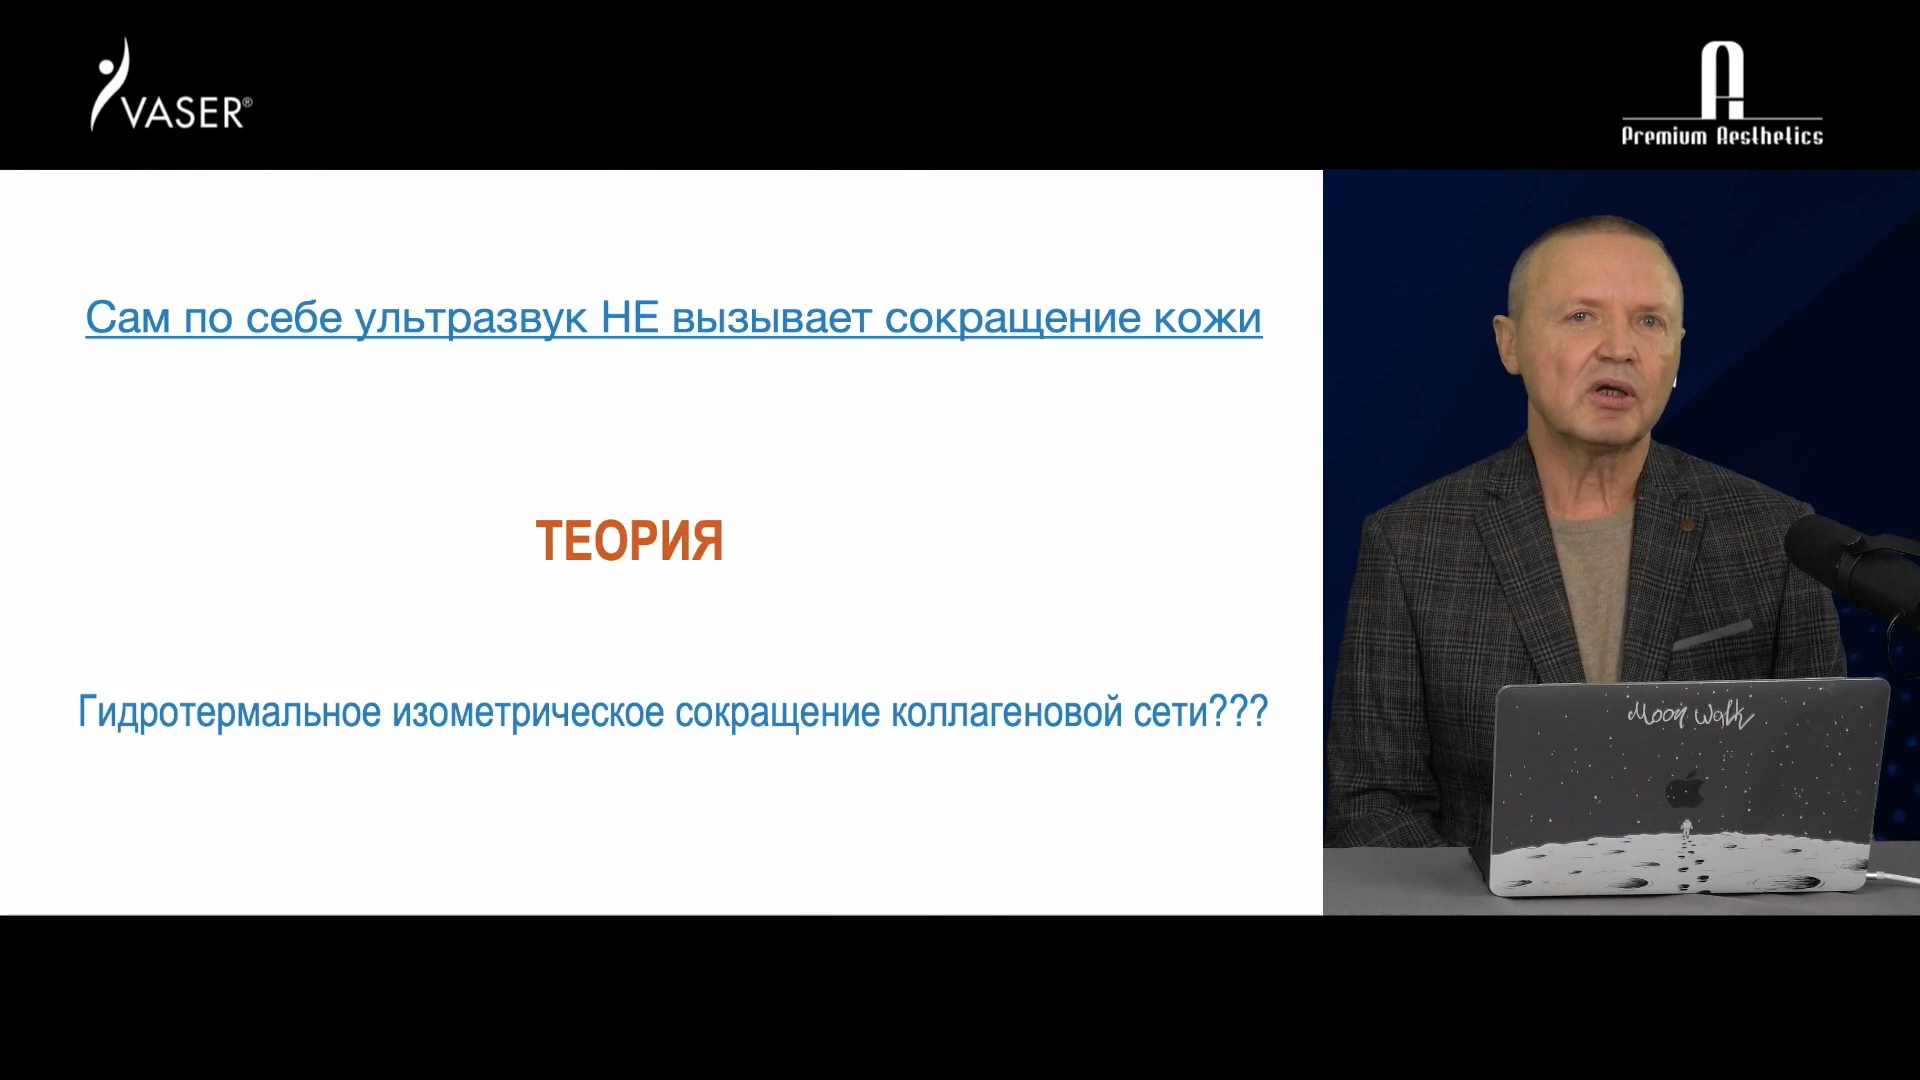 VASER®
Premium Aesthetics
Сам по себе ультразвук НЕ вызывает сокращение кожи
ТЕОРИЯ
Гидротермальное изометрическое сокращение коллагеновой сети???
Moon Walk